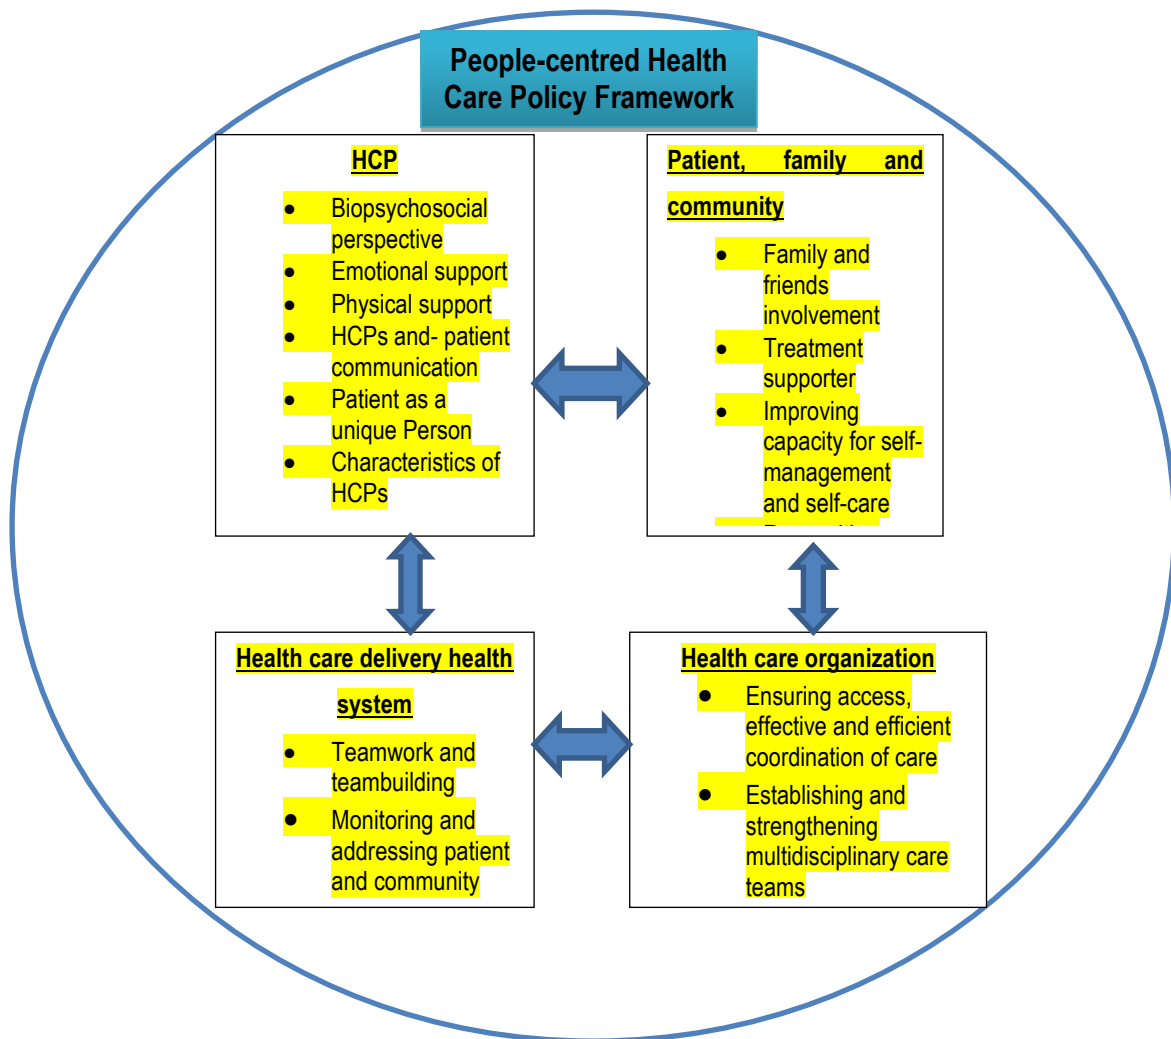 People-centred Health
Care Policy Framework
HCP
• Biopsychosocial
perspective
• Emotional support
• Physical support
• HCPs and- patient
communication
• Patient as a
unique Person
• Characteristics of
HCPs
Patient, family and
community
• Family and
friends
involvement
• Treatment
supporter
• Improving
capacity for self-
management
and self-care
Health care delivery health
system
• Teamwork and
teambuilding
• Monitoring and
addressing patient
and community
Health care organization
• Ensuring access,
effective and efficient
coordination of care
• Establishing and
strengthening
multidisciplinary care
teams